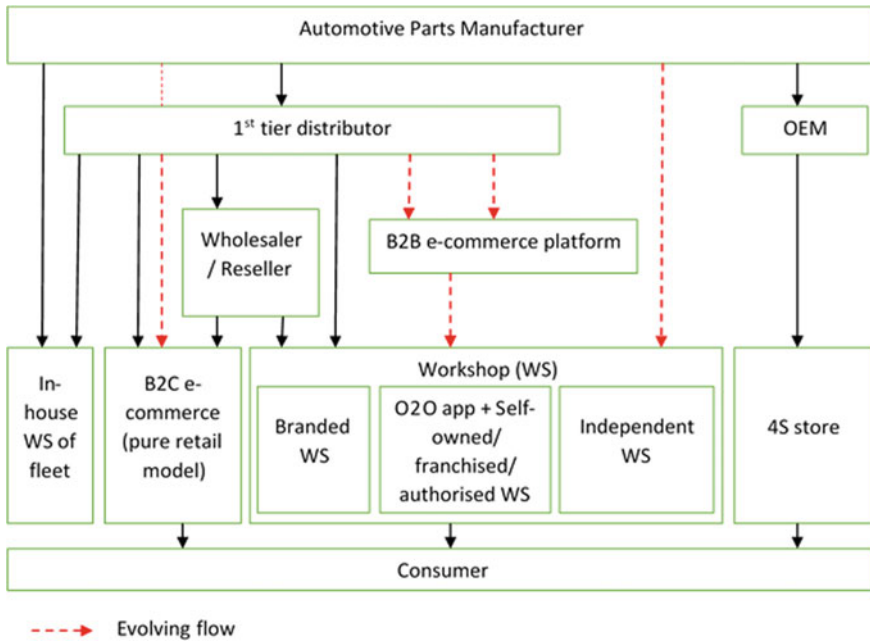 Automotive Parts Manufacturer
1st tier distributor
OEM
Wholesaler
/ Reseller
B2B e-commerce platform
In-
house
WS of
fleet
B2C e-
commerce
(pure retail
model)
Workshop (WS)
Branded
WS
O2O app + Self-
owned/
franchised/
authorised WS
Independent
WS
4S store
Consumer
Evolving flow